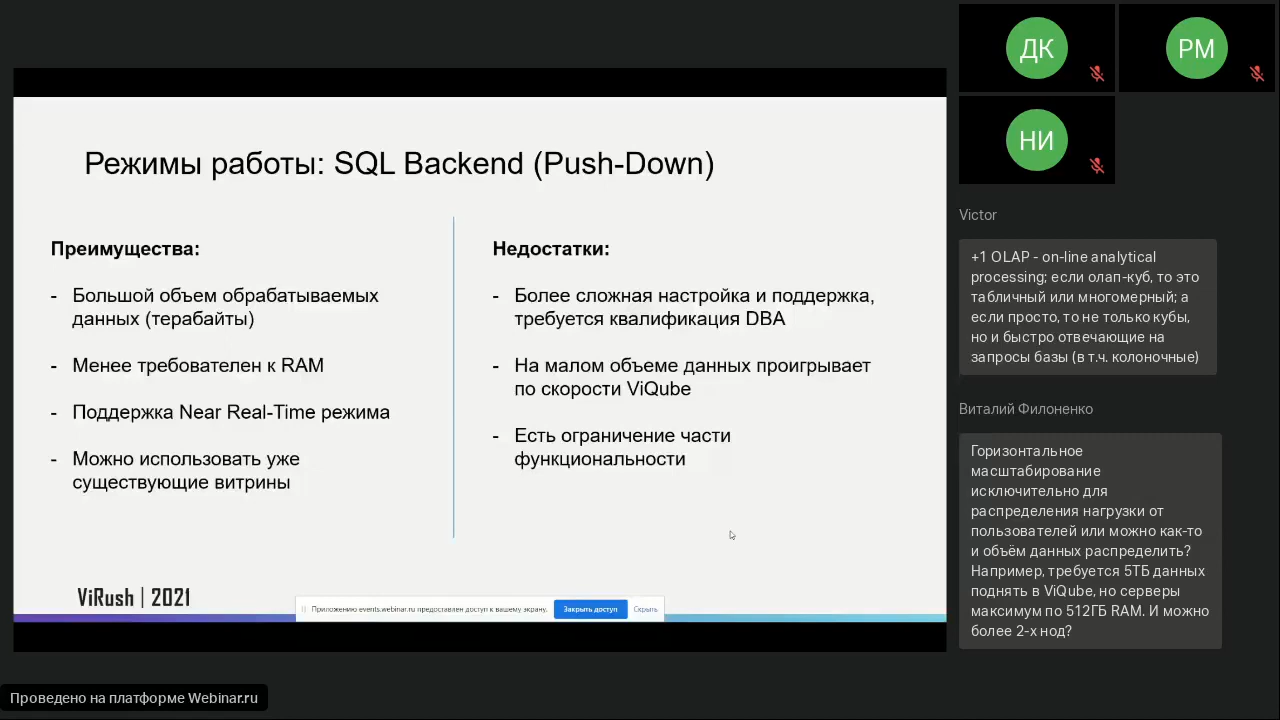 Режимы работы: SQL Backend (Push-Down)
Преимущества:
- Большой объем обрабатываемых
данных (терабайты)
- Менее требователен к RAM
- Поддержка Near Real-Time режима
- Можно использовать уже
существующие витрины
Недостатки:
- Более сложная настройка и поддержка,
требуется квалификация DBA
- На малом объеме данных проигрывает
по скорости ViQube
- Есть ограничение части
функциональности
ViRush | 2021
Приложению events.webinar.ru предоставлен доступ к вашему экрану.
Закрыть доступ
Скрыть
ДК
РМ
НИ
Victor
+1 OLAP - on-line analytical
processing; если олап-куб, то это
табличный или многомерный; а
если просто, то не только кубы,
но и быстро отвечающие на
запросы базы (в т.ч. колоночные)
Виталий Филоненко
Горизонтальное
масштабирование
исключительно для
распределения нагрузки от
пользователей или можно как-то
и объём данных распределить?
Например, требуется 5ТБ данных
поднять в ViQube, но серверы
максимум по 512ГБ RAM. И можно
более 2-х нод?
Проведено на платформе Webinar.ru